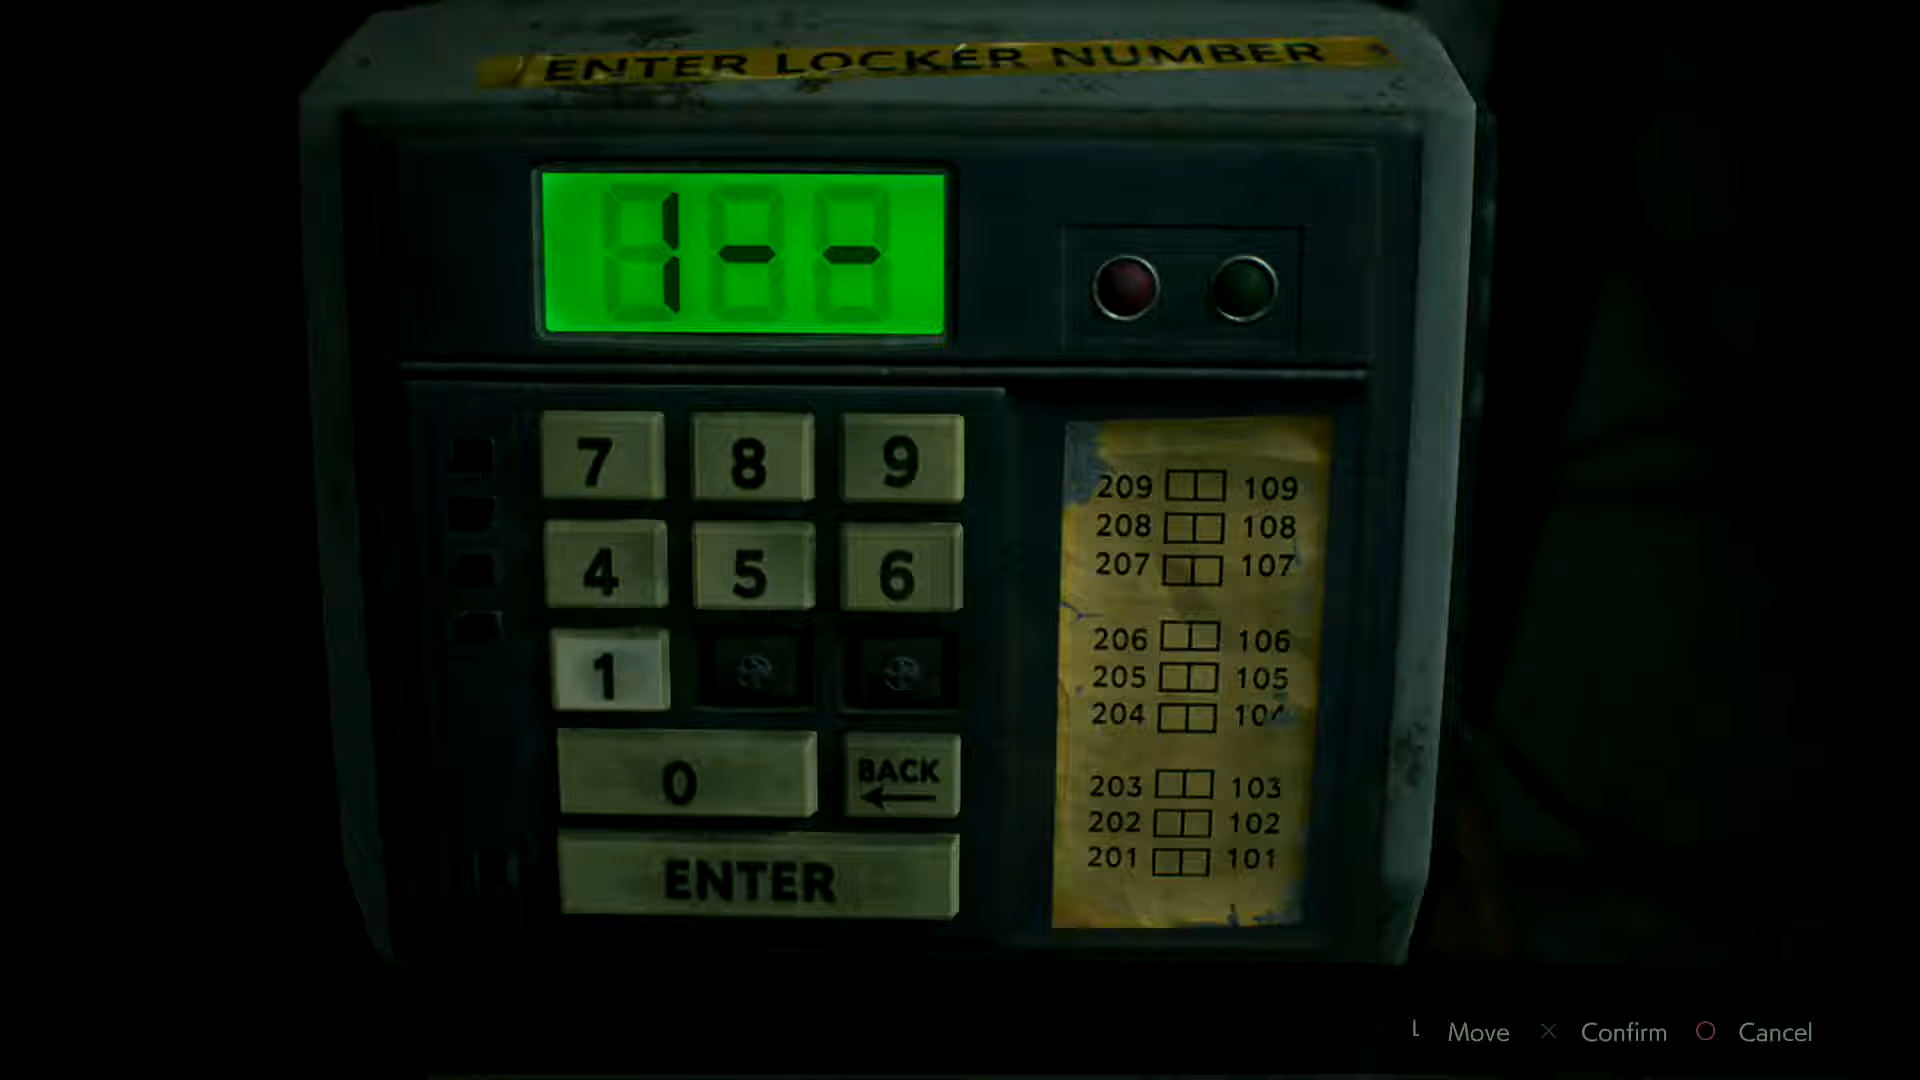 ENTER LOCKER NUMBER
1--
7 8 9
4 5 6
1
0 BACK
ENTER
209 109
208 108
207 107
206 106
205 105
204
203 103
202 102
201 101
L Move × Confirm ○ Cancel